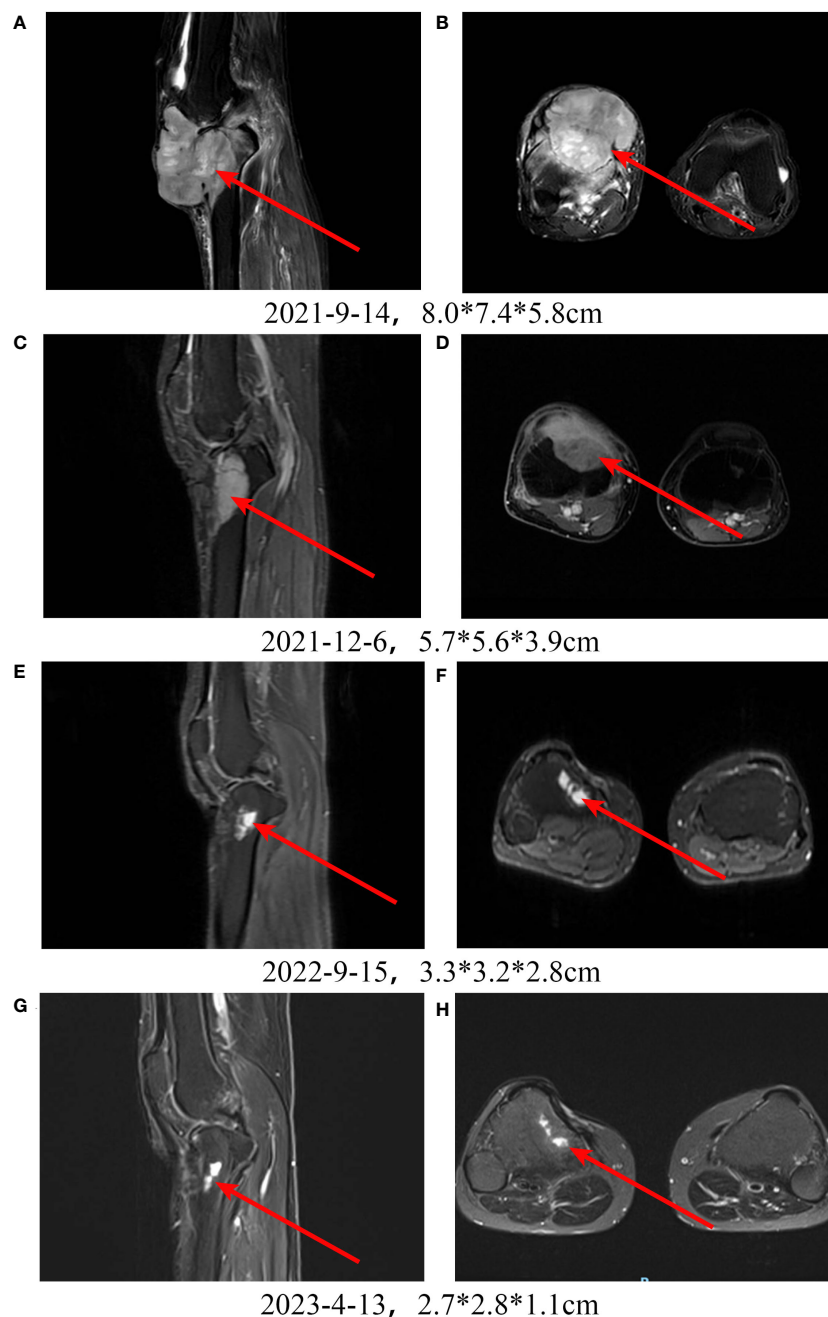 A
B
2021-9-14, 8.0*7.4*5.8cm
C
D
2021-12-6, 5.7*5.6*3.9cm
E
F
2022-9-15, 3.3*3.2*2.8cm
G
H
2023-4-13, 2.7*2.8*1.1cm